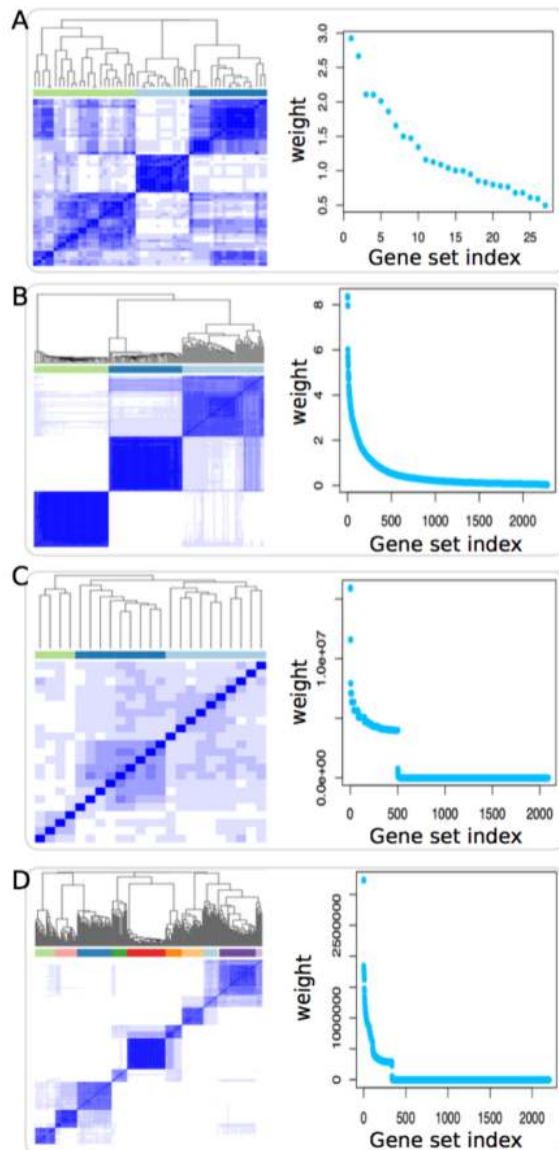 A
weight
3.0
2.5
2.0
1.5
1.0
0.5
0 5 10 15 20 25
Gene set index
B
weight
8
6
4
2
0
0 500 1000 1500 2000
Gene set index
C
weight
1.0e+07
0.0e+00
0 500 1000 1500 2000
Gene set index
D
weight
2500000
1000000
0
0 500 1000 1500 2000
Gene set index